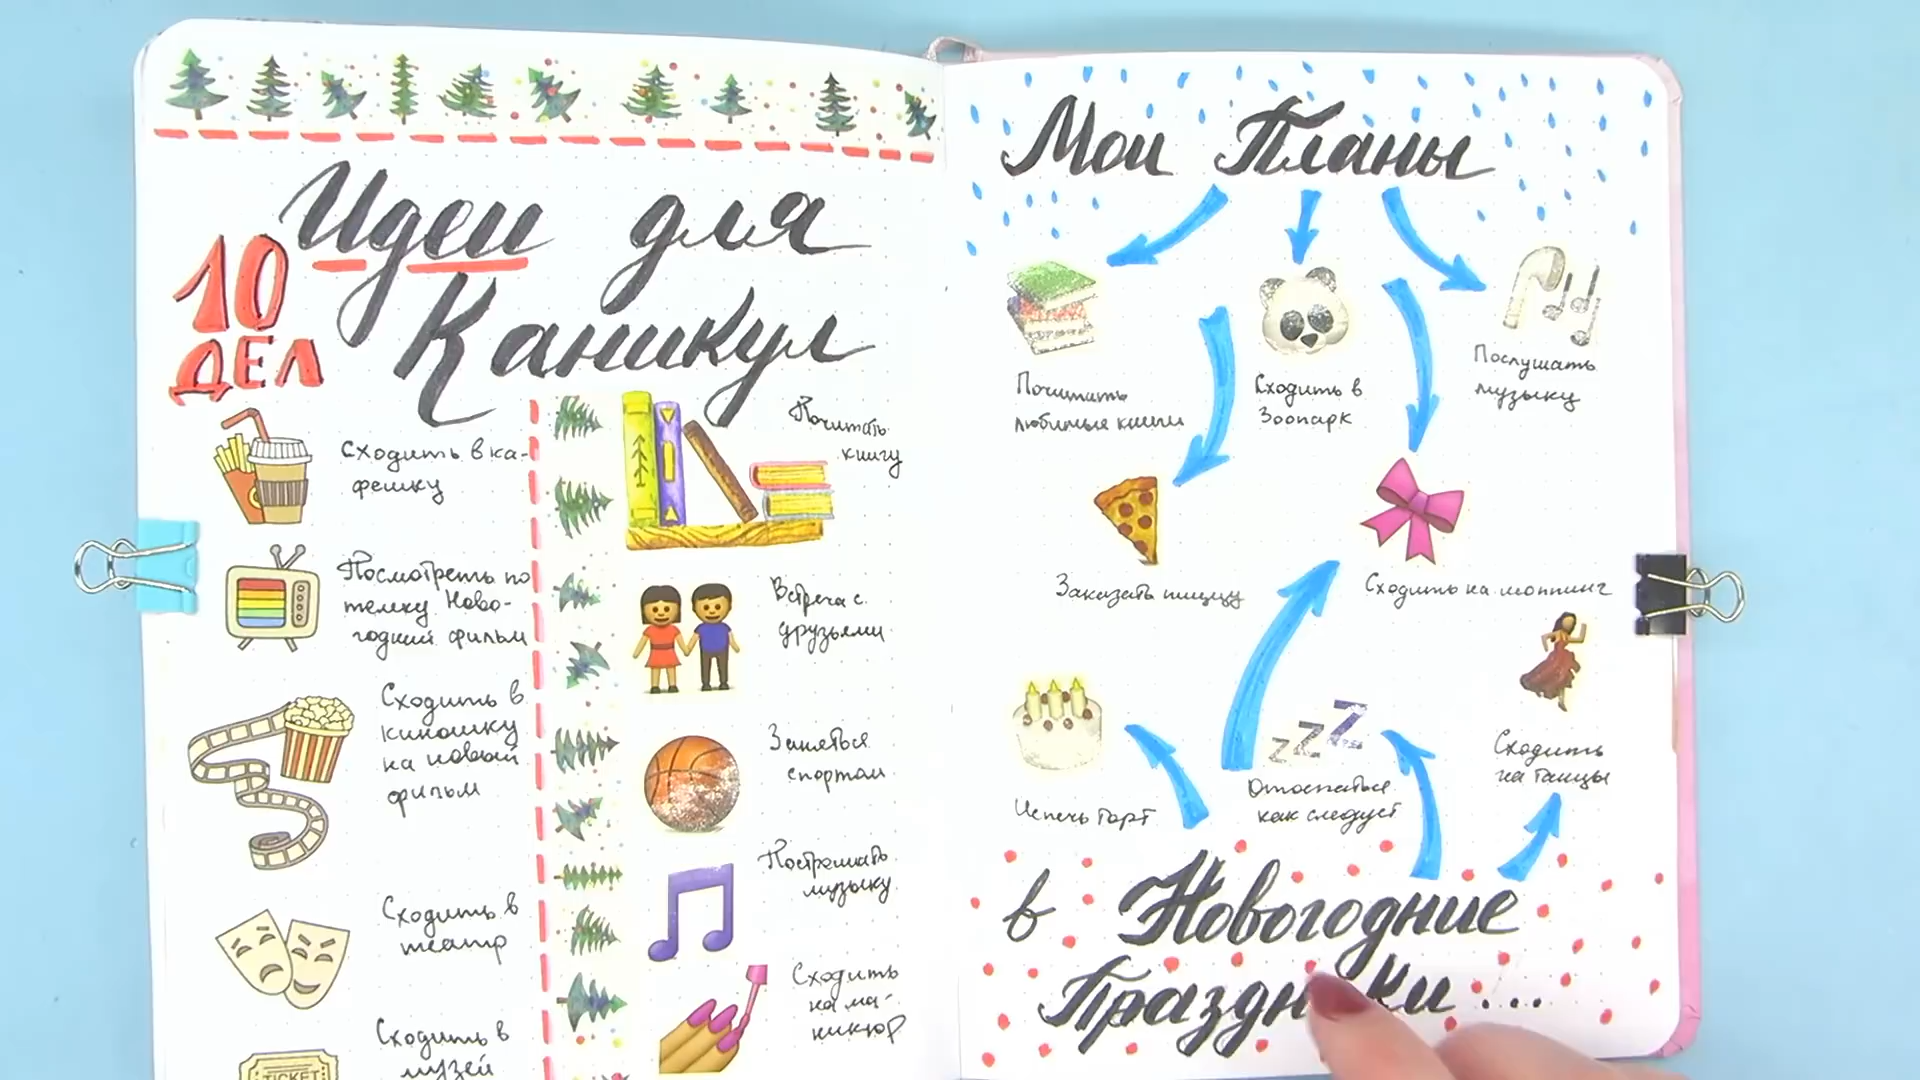 Идеи для
Каникул
10
ДЕЛ
Сходить в ка-
фешку
Посмотреть по
телеку Ново-
годний фильм
Сходить в
киношку
на новый
фильм
Сходить в
театр
Сходить в
музей
TICKET
Почитать
книгу
Встреча с
друзьями
Заняться
спортом
Послушать
музыку
Сходить
на ма-
никюр
Мои Планы
Почитать
любимые книги
Сходить в
Зоопарк
Послушать
музыку
Заказать пиццу
Сходить на шоппинг
Испечь торт
zzZ
Отоспаться
как следует
Сходить
на танцы
в Новогодние
Праздники...